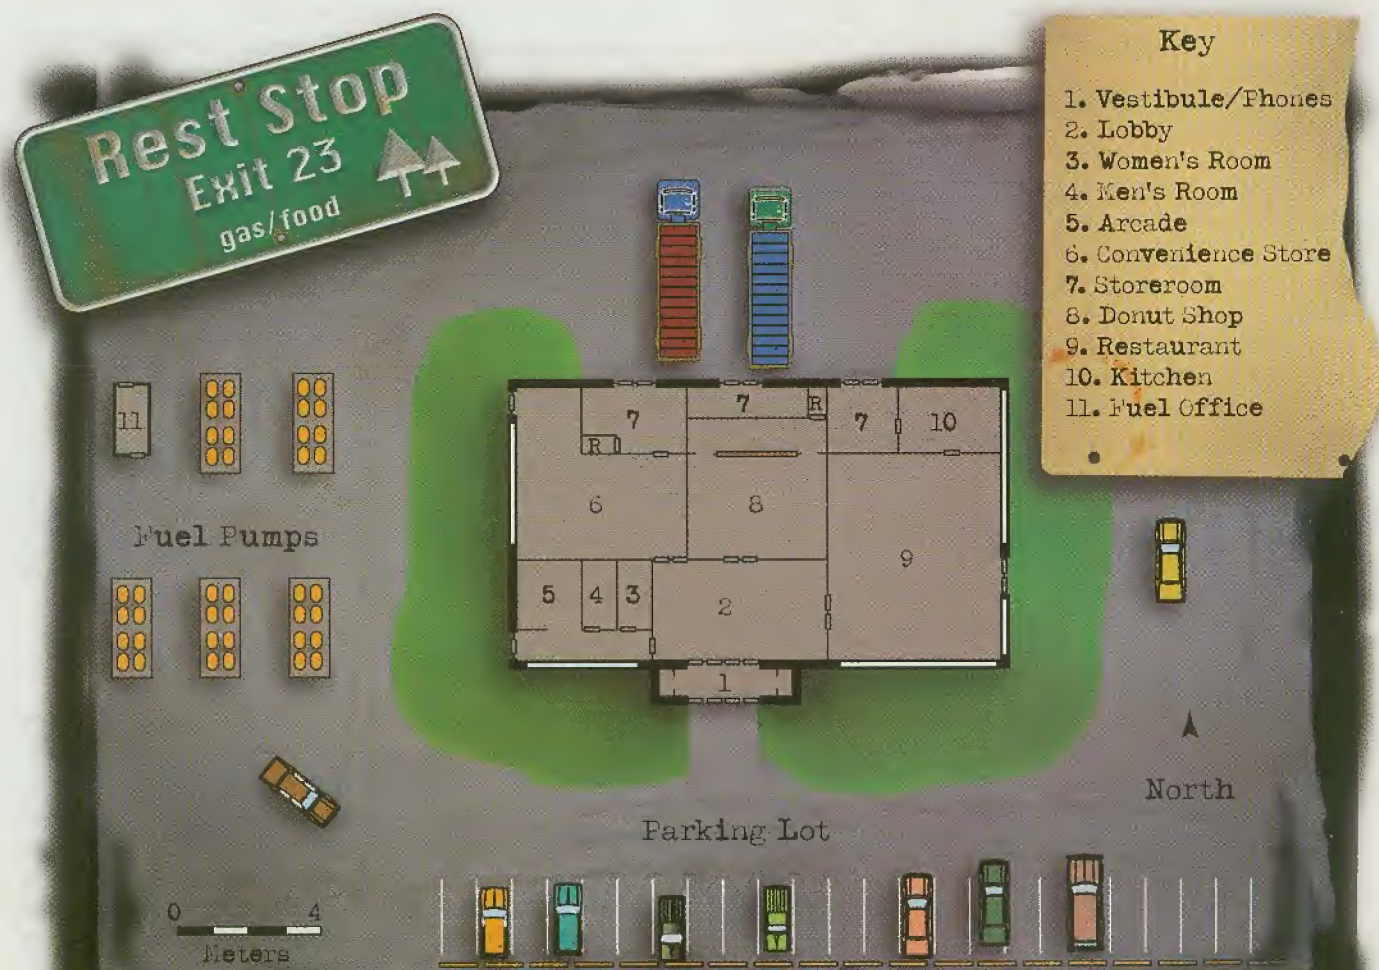 Rest Stop
Exit 23
gas/food
Key
1. Vestibule/Phones
2. Lobby
3. Women's Room
4. Men's Room
5. Arcade
6. Convenience Store
7. Storeroom
8. Donut Shop
9. Restaurant
10. Kitchen
11. Fuel Office
11
7
7
R
7
10
R
6
8
9
Fuel Pumps
5
4
3
2
1
North
Parking Lot
0
4
Meters